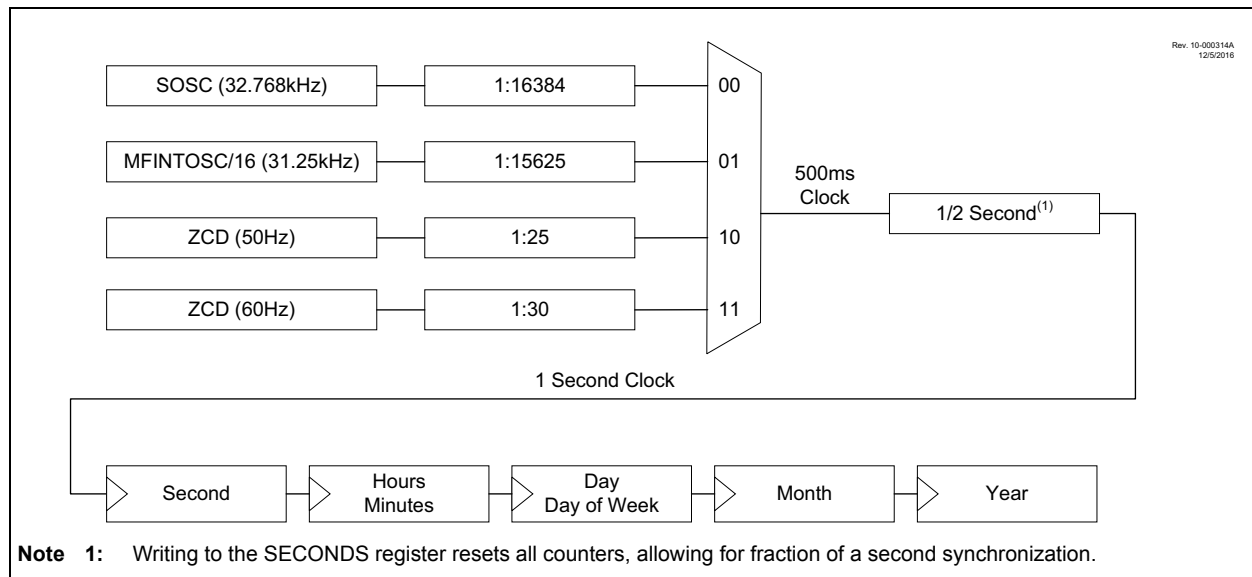 Rev. 10-000314A
12/5/2016
SOSC (32.768kHz)
1:16384
00
MFINTOSC/16 (31.25kHz)
1:15625
01
ZCD (50Hz)
1:25
10
ZCD (60Hz)
1:30
11
500ms
Clock
1/2 Second(1)
1 Second Clock
Second
Hours
Minutes
Day
Day of Week
Month
Year
Note 1: Writing to the SECONDS register resets all counters, allowing for fraction of a second synchronization.